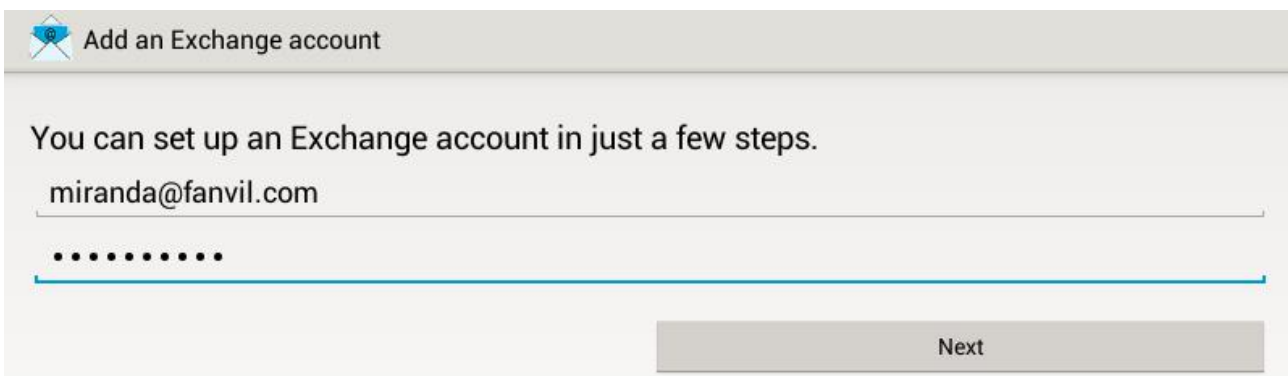 Add an Exchange account
You can set up an Exchange account in just a few steps.
miranda@fanvil.com
••••••••••
Next